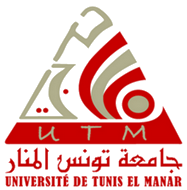 UTM
جامعة تونس المنار
UNIVERSITÉ DE TUNIS EL MANAR